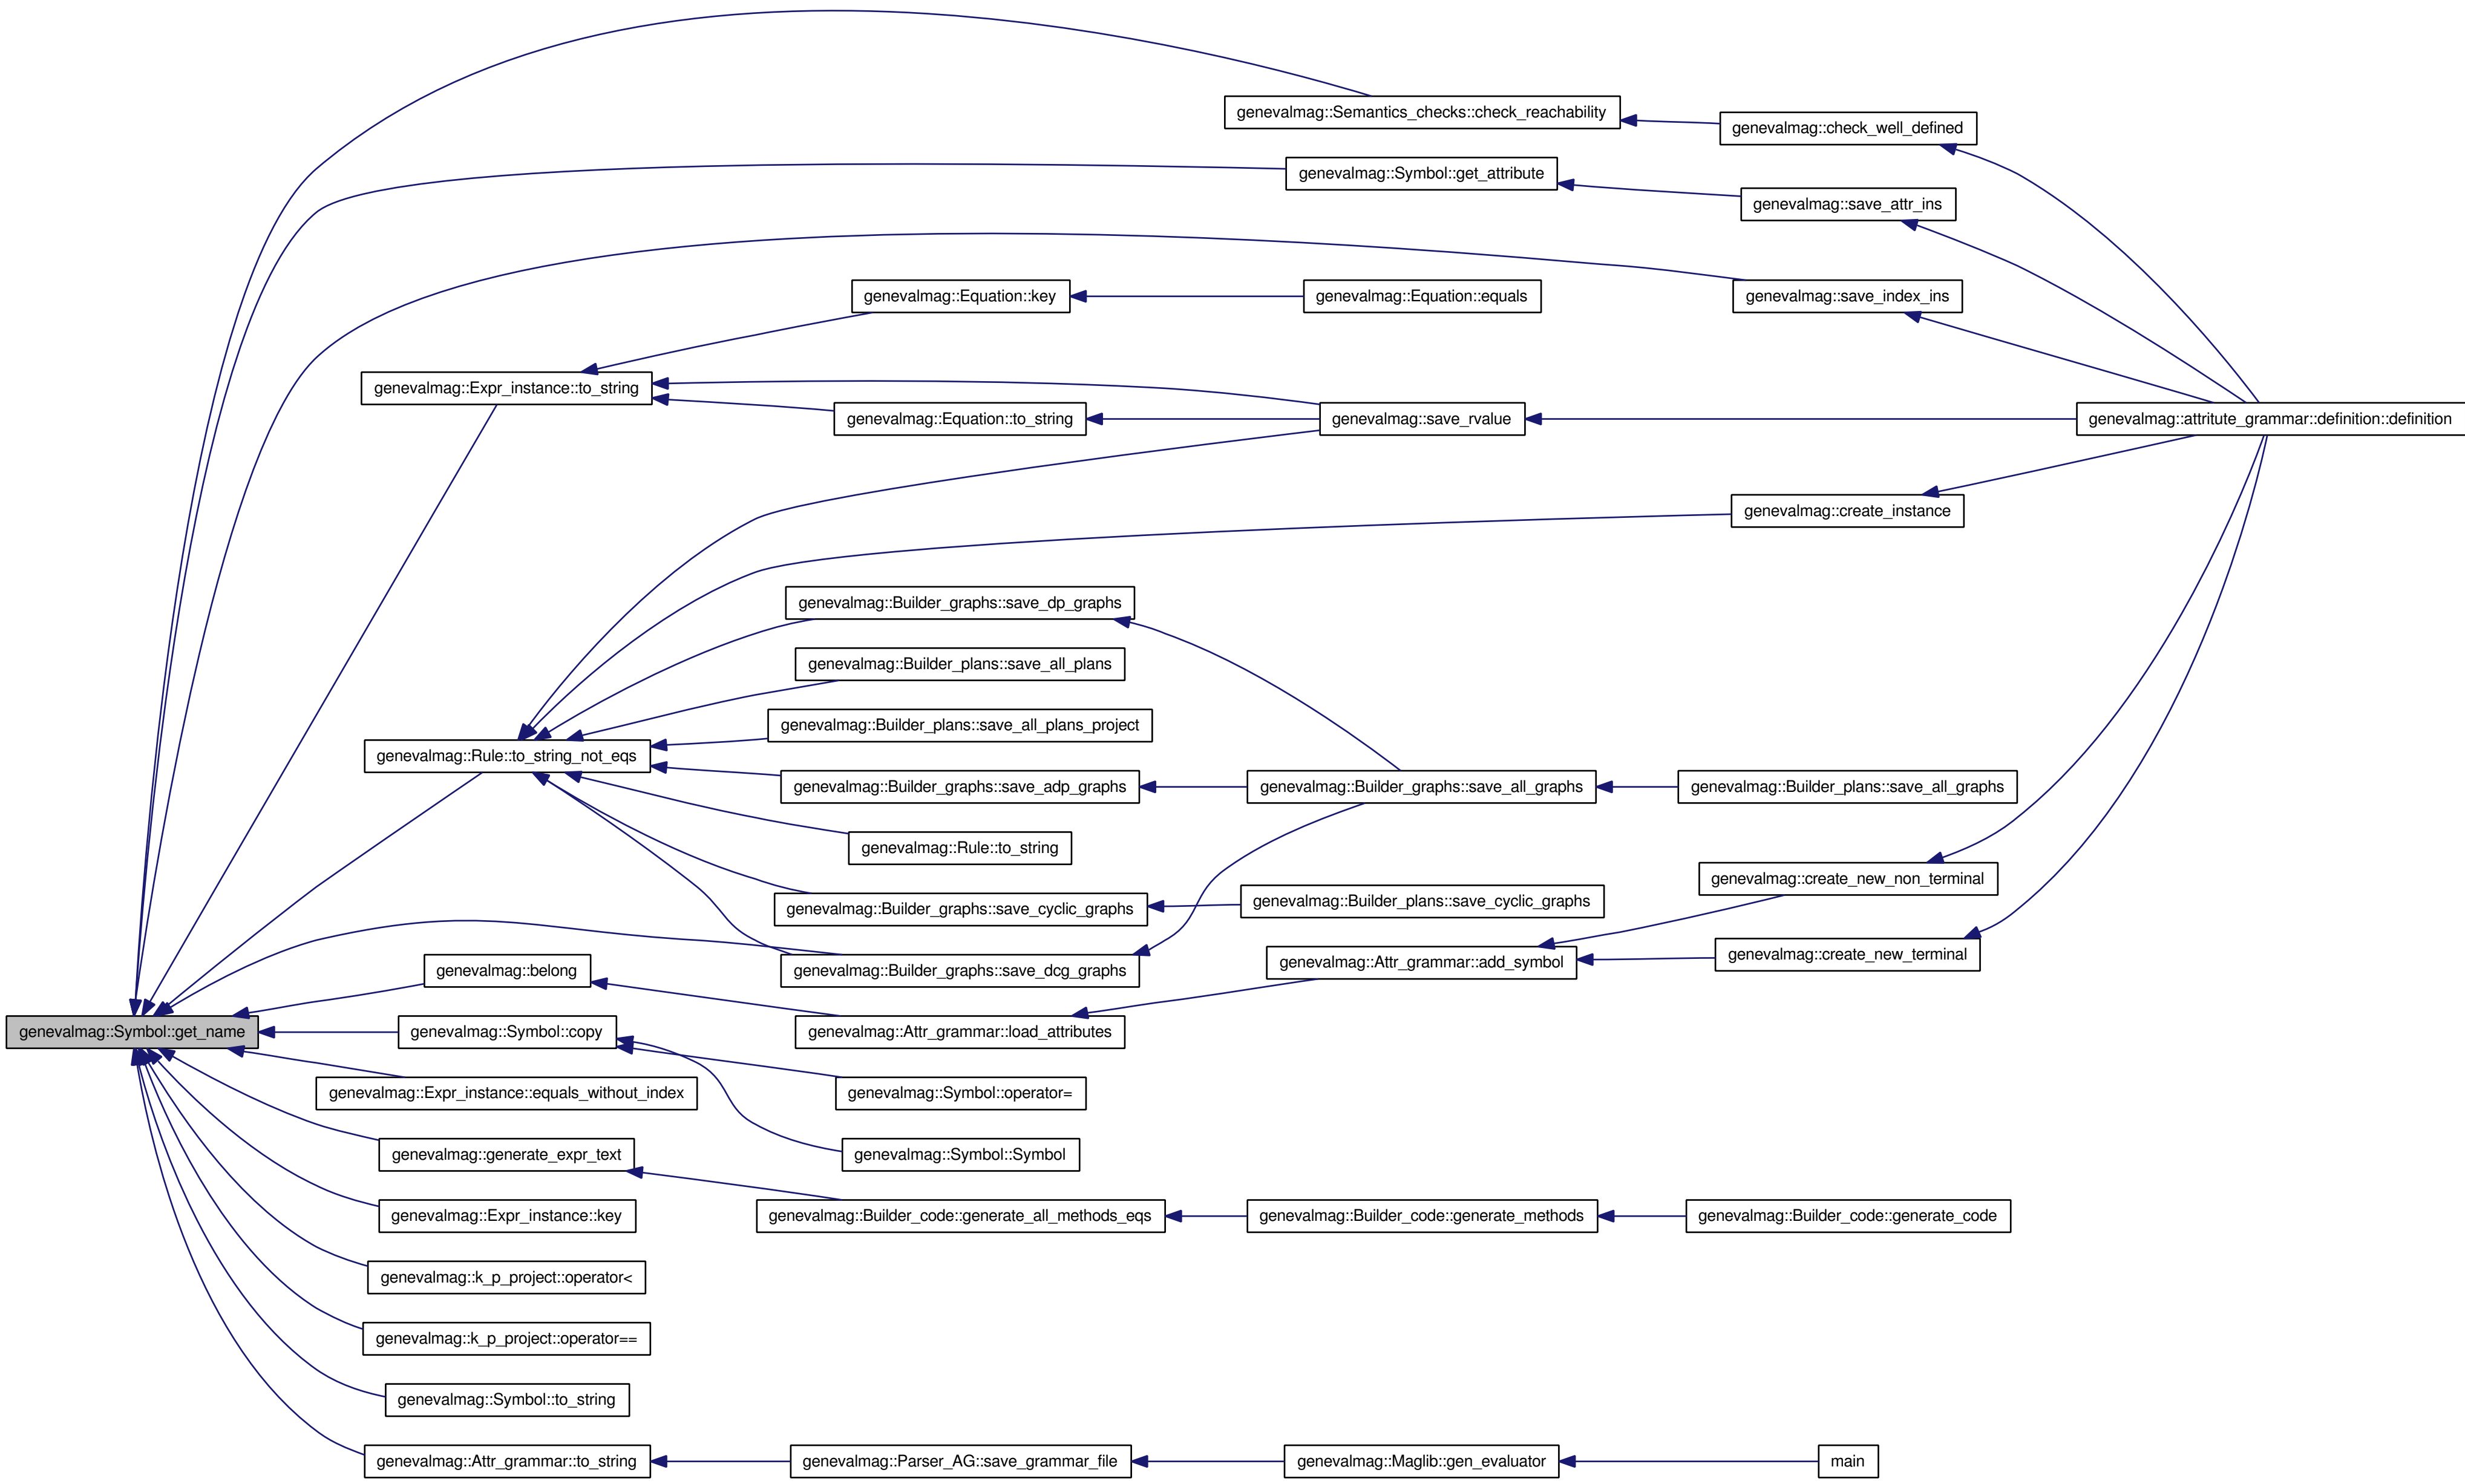 genevalmag::Semantics_checks::check_reachability
genevalmag::check_well_defined
genevalmag::Symbol::get_attribute
genevalmag::save_attr_ins
genevalmag::Equation::key
genevalmag::Equation::equals
genevalmag::save_index_ins
genevalmag::Expr_instance::to_string
genevalmag::Equation::to_string
genevalmag::save_rvalue
genevalmag::attritute_grammar::definition::definition
genevalmag::create_instance
genevalmag::Builder_graphs::save_dp_graphs
genevalmag::Builder_plans::save_all_plans
genevalmag::Builder_plans::save_all_plans_project
genevalmag::Rule::to_string_not_eqs
genevalmag::Builder_graphs::save_adp_graphs
genevalmag::Builder_graphs::save_all_graphs
genevalmag::Builder_plans::save_all_graphs
genevalmag::Rule::to_string
genevalmag::create_new_non_terminal
genevalmag::Builder_graphs::save_cyclic_graphs
genevalmag::Builder_plans::save_cyclic_graphs
genevalmag::create_new_terminal
genevalmag::Attr_grammar::add_symbol
genevalmag::belong
genevalmag::Builder_graphs::save_dcg_graphs
genevalmag::Symbol::get_name
genevalmag::Symbol::copy
genevalmag::Attr_grammar::load_attributes
genevalmag::Expr_instance::equals_without_index
genevalmag::Symbol::operator=
genevalmag::generate_expr_text
genevalmag::Symbol::Symbol
genevalmag::Expr_instance::key
genevalmag::Builder_code::generate_all_methods_eqs
genevalmag::Builder_code::generate_methods
genevalmag::Builder_code::generate_code
genevalmag::k_p_project::operator<
genevalmag::k_p_project::operator==
genevalmag::Symbol::to_string
genevalmag::Attr_grammar::to_string
genevalmag::Parser_AG::save_grammar_file
genevalmag::Maglib::gen_evaluator
main